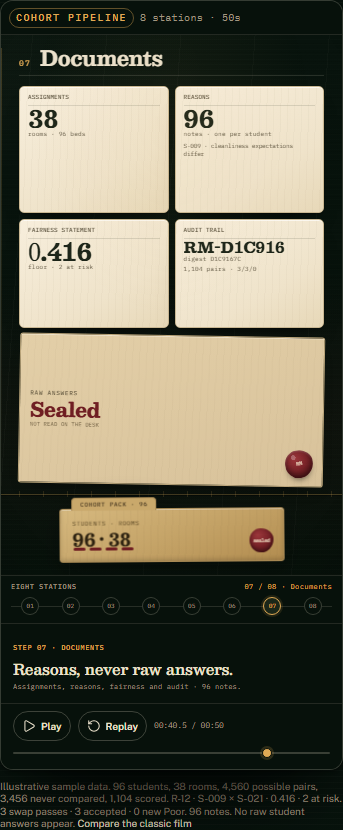 COHORT PIPELINE 8 stations · 50s
07 Documents
ASSIGNMENTS
38
rooms · 96 beds
REASONS
96
notes · one per student
S-009 · cleanliness expectations
differ
FAIRNESS STATEMENT
0.416
floor · 2 at risk
AUDIT TRAIL
RM-D1C916
digest D1C9167C
1,104 pairs · 3/3/0
RAW ANSWERS
Sealed
NOT READ ON THE DESK
RM
COHORT PACK · 96
STUDENTS · ROOMS
96·38
sealed
EIGHT STATIONS 07 / 08 · Documents
01 02 03 04 05 06 07 08
STEP 07 · DOCUMENTS
Reasons, never raw answers.
Assignments, reasons, fairness and audit · 96 notes.
Play Replay 00:40.5 / 00:50
Illustrative sample data. 96 students, 38 rooms, 4,560 possible pairs,
3,456 never compared, 1,104 scored. R-12 · S-009 × S-021 · 0.416 · 2 at risk.
3 swap passes · 3 accepted · 0 new Poor. 96 notes. No raw student
answers appear. Compare the classic film